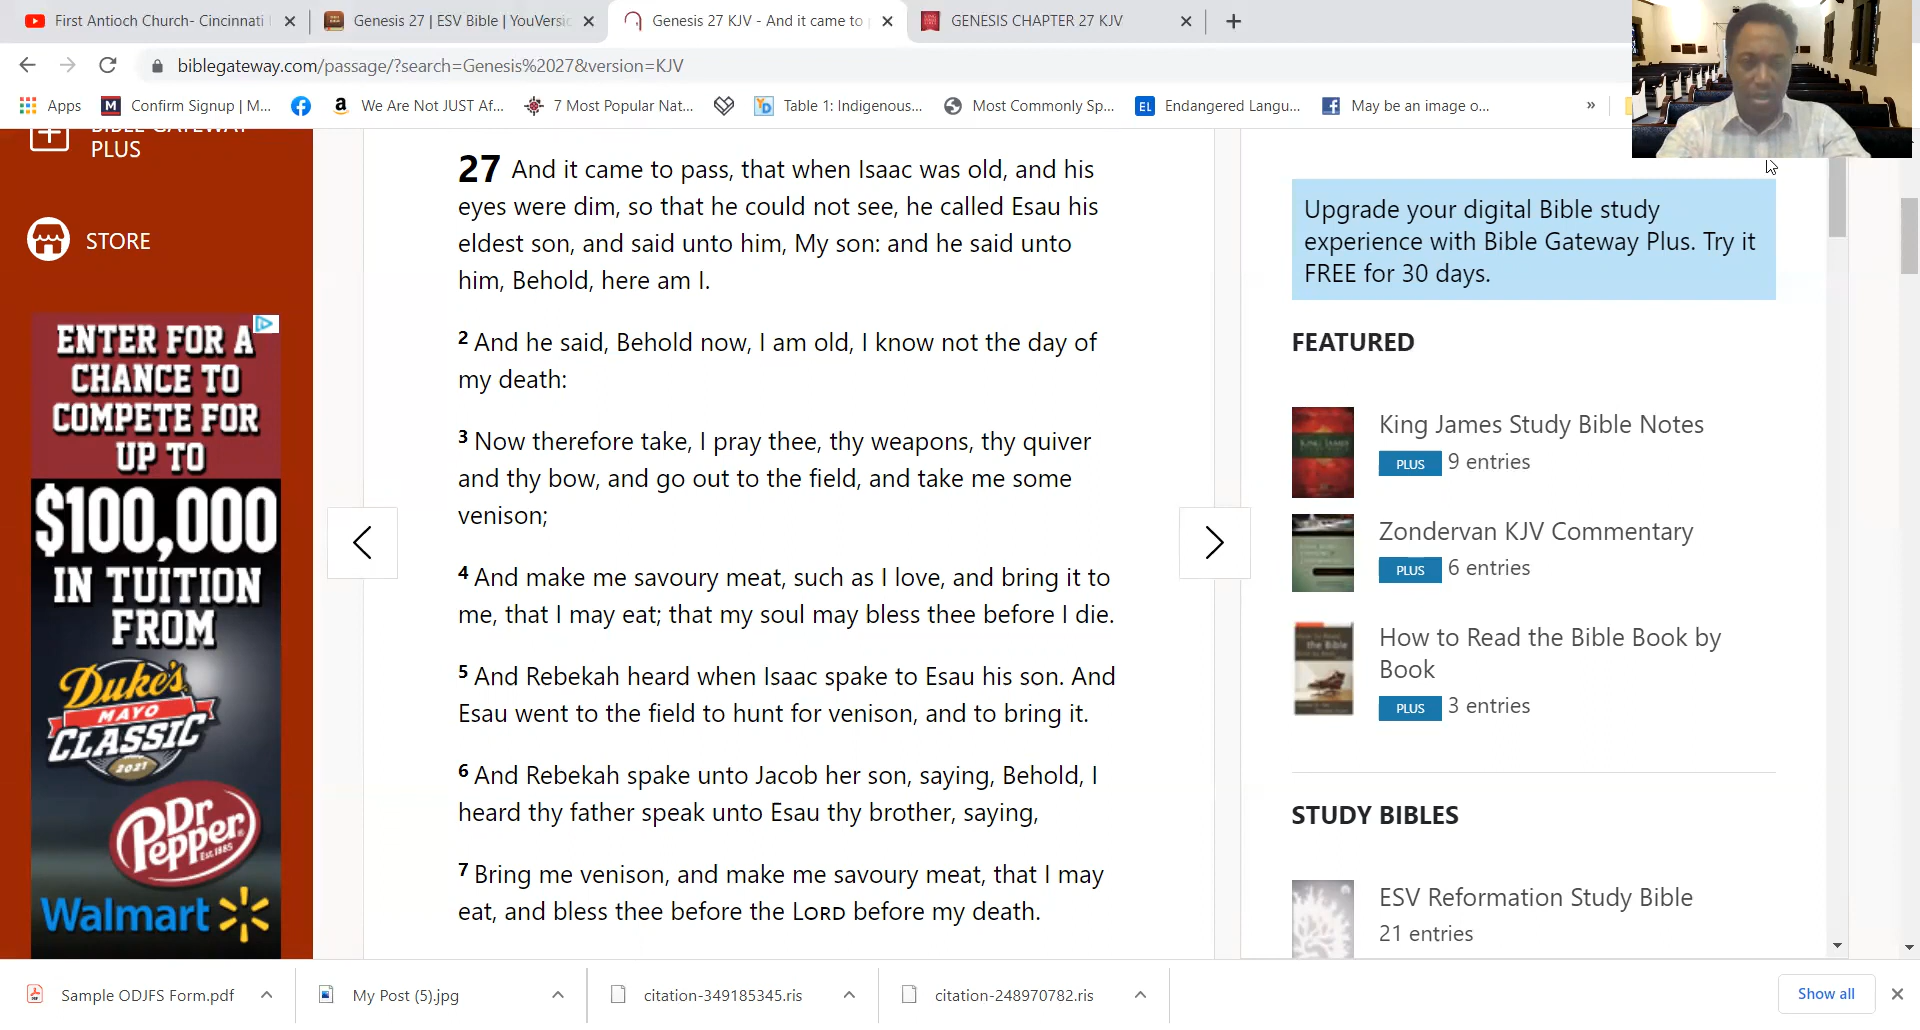 First Antioch Church- Cincinnati
Genesis 27 | ESV Bible | YouVersi
Genesis 27 KJV - And it came to
GENESIS CHAPTER 27 KJV
biblegateway.com/passage/?search=Genesis%2027&version=KJV
Apps
Confirm Signup | M...
We Are Not JUST Af...
7 Most Popular Nat...
Table 1: Indigenous...
Most Commonly Sp...
EL Endangered Langu...
May be an image o...
»
BIBLE GATEWAY
PLUS
STORE
ENTER FOR A
CHANCE TO
COMPETE FOR
UP TO
$100,000
IN TUITION
FROM
Duke's
MAYO
CLASSIC
2021
Dr
Pepper
Est. 1885
Walmart
27 And it came to pass, that when Isaac was old, and his
eyes were dim, so that he could not see, he called Esau his
eldest son, and said unto him, My son: and he said unto
him, Behold, here am I.
2 And he said, Behold now, I am old, I know not the day of
my death:
3 Now therefore take, I pray thee, thy weapons, thy quiver
and thy bow, and go out to the field, and take me some
venison;
4 And make me savoury meat, such as I love, and bring it to
me, that I may eat; that my soul may bless thee before I die.
5 And Rebekah heard when Isaac spake to Esau his son. And
Esau went to the field to hunt for venison, and to bring it.
6 And Rebekah spake unto Jacob her son, saying, Behold, I
heard thy father speak unto Esau thy brother, saying,
7 Bring me venison, and make me savoury meat, that I may
eat, and bless thee before the LORD before my death.
Upgrade your digital Bible study
experience with Bible Gateway Plus. Try it
FREE for 30 days.
FEATURED
King James Study Bible Notes
PLUS 9 entries
Zondervan KJV Commentary
PLUS 6 entries
How to Read the Bible Book by
Book
PLUS 3 entries
STUDY BIBLES
ESV Reformation Study Bible
21 entries
Sample ODJFS Form.pdf
My Post (5).jpg
citation-349185345.ris
citation-248970782.ris
Show all